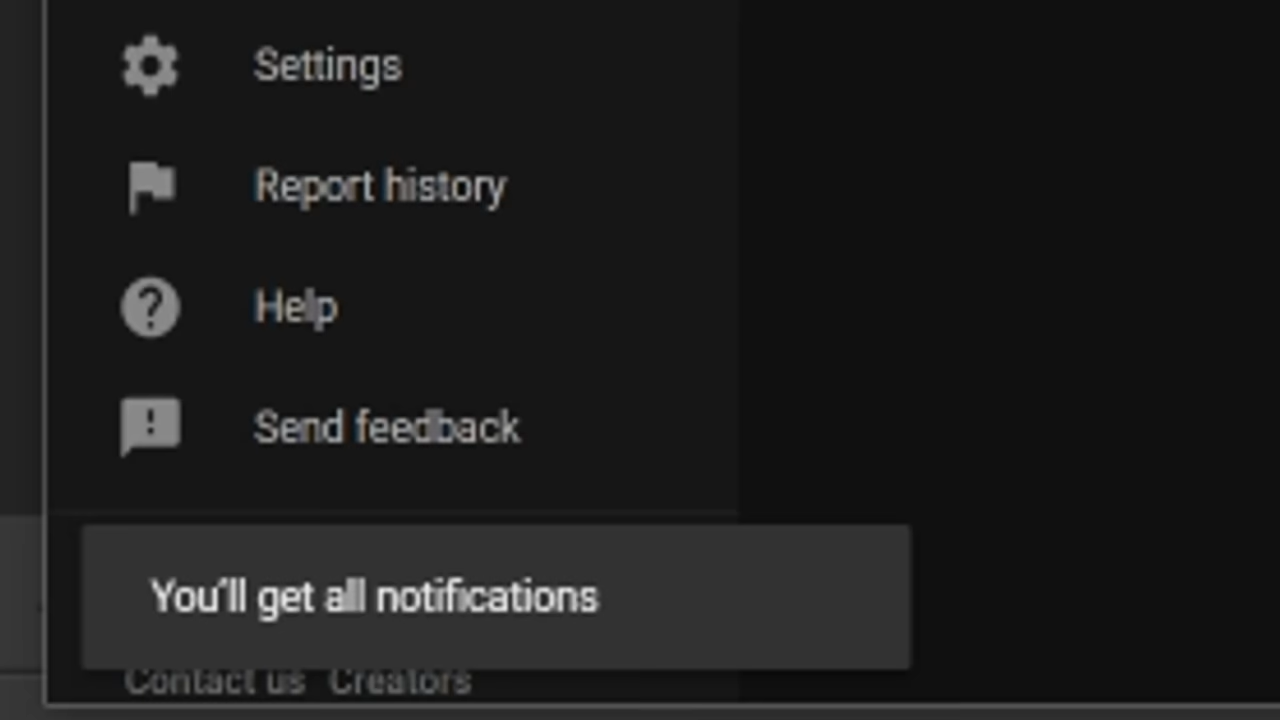 Settings
Report history
Help
Send feedback
You'll get all notifications
Contact us Creators